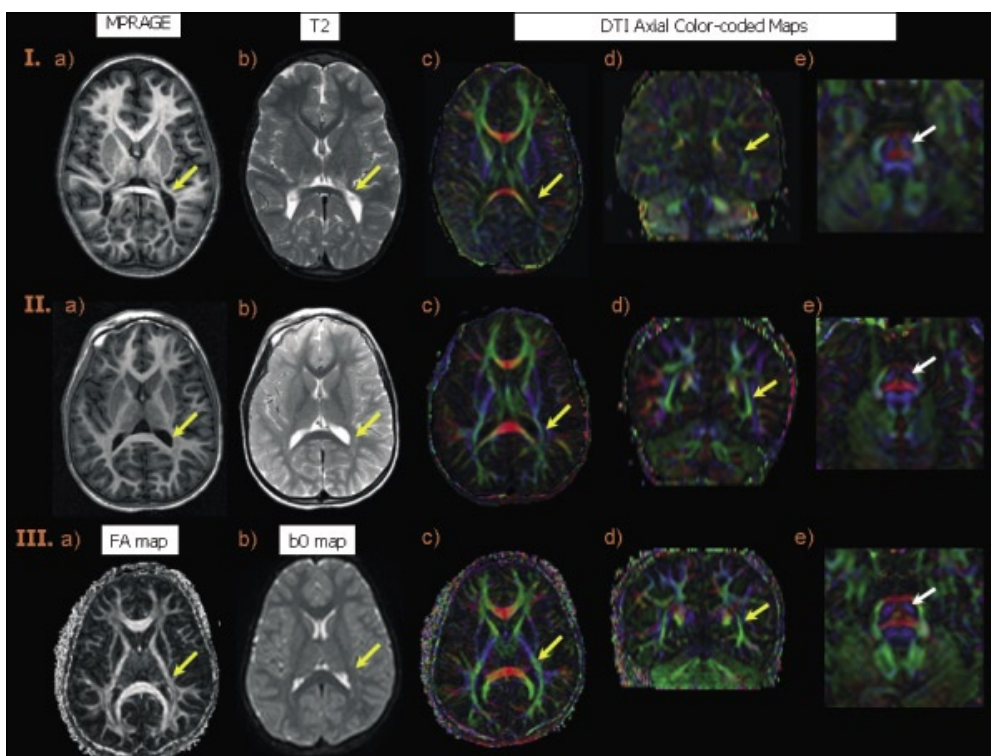 MPRAGE T2 DTI Axial Color-coded Maps
I. a) b) c) d) e)
II. a) b) c) d) e)
III. a) FA map b) b0 map c) d) e)